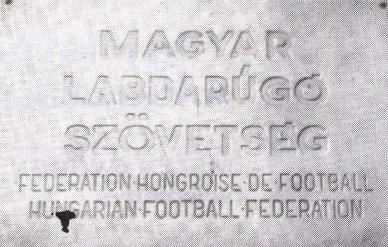 MAGYAR
LABDARÚGÓ
SZÖVETSÉG
FEDERATION·HONGROISE·DE·FOOTBALL
HUNGARIAN·FOOTBALL·FEDERATION